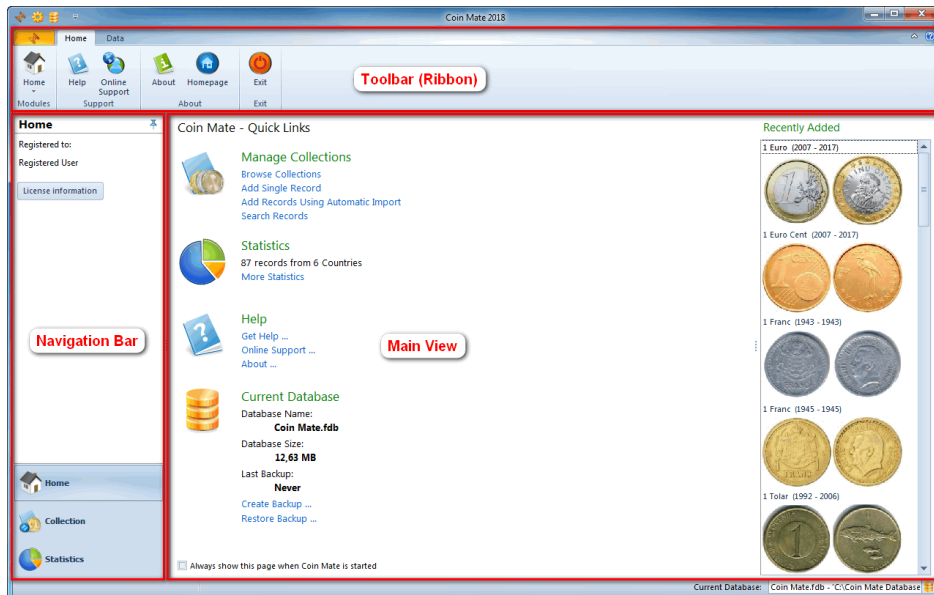 Coin Mate 2018
Home Data
Home Help Online Support About Homepage Exit
Modules Support About Exit
Toolbar (Ribbon)
Home
Registered to:
Registered User
License information
Navigation Bar
Home
Collection
Statistics
Coin Mate - Quick Links
Manage Collections
Browse Collections
Add Single Record
Add Records Using Automatic Import
Search Records
Statistics
87 records from 6 Countries
More Statistics
Help
Get Help ...
Online Support ...
About ...
Main View
Current Database
Database Name:
Coin Mate.fdb
Database Size:
12,63 MB
Last Backup:
Never
Create Backup ...
Restore Backup ...
Always show this page when Coin Mate is started
Recently Added
1 Euro (2007 - 2017)
1 Euro Cent (2007 - 2017)
1 Franc (1943 - 1943)
1 Franc (1945 - 1945)
1 Tolar (1992 - 2006)
Current Database: Coin Mate.fdb - 'C:\Coin Mate Database